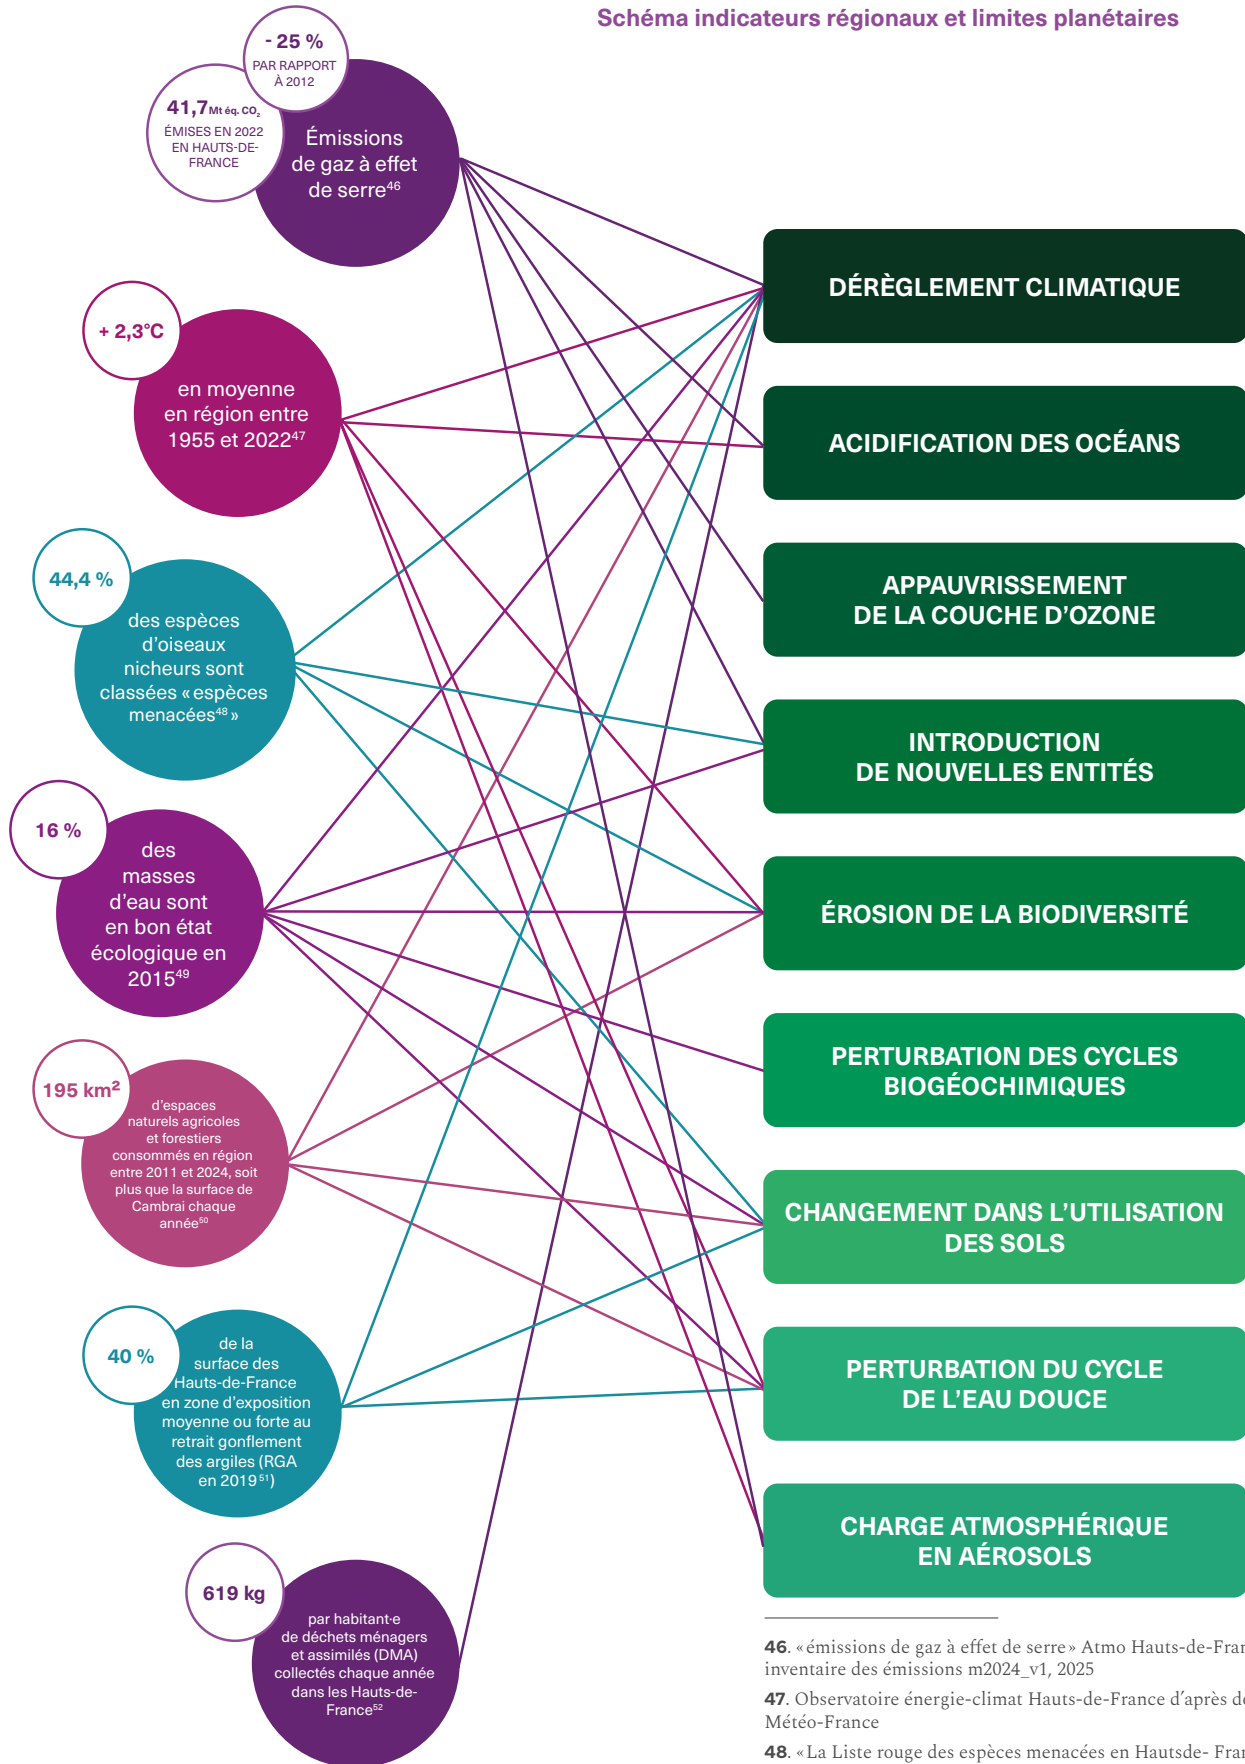 Schéma indicateurs régionaux et limites planétaires
- 25 %
PAR RAPPORT
À 2012
41,7 Mt éq. CO₂
ÉMISES EN 2022
EN HAUTS-DE-
FRANCE
Émissions
de gaz à effet
de serre⁴⁶
+ 2,3°C
en moyenne
en région entre
1955 et 2022⁴⁷
44,4 %
des espèces
d'oiseaux
nicheurs sont
classées « espèces
menacées⁴⁸ »
16 %
des
masses
d'eau sont
en bon état
écologique en
2015⁴⁹
195 km²
d'espaces
naturels agricoles
et forestiers
consommés en région
entre 2011 et 2024, soit
plus que la surface de
Cambrai chaque
année⁵⁰
40 %
de la
surface des
Hauts-de-France
en zone d'exposition
moyenne ou forte au
retrait gonflement
des argiles (RGA
en 2019⁵¹)
619 kg
par habitant·e
de déchets ménagers
et assimilés (DMA)
collectés chaque année
dans les Hauts-de-
France⁵²
DÉRÈGLEMENT CLIMATIQUE
ACIDIFICATION DES OCÉANS
APPAUVRISSEMENT
DE LA COUCHE D'OZONE
INTRODUCTION
DE NOUVELLES ENTITÉS
ÉROSION DE LA BIODIVERSITÉ
PERTURBATION DES CYCLES
BIOGÉOCHIMIQUES
CHANGEMENT DANS L'UTILISATION
DES SOLS
PERTURBATION DU CYCLE
DE L'EAU DOUCE
CHARGE ATMOSPHÉRIQUE
EN AÉROSOLS
46. « émissions de gaz à effet de serre » Atmo Hauts-de-Fran
inventaire des émissions m2024_v1, 2025
47. Observatoire énergie-climat Hauts-de-France d'après d
Météo-France
48. « La Liste rouge des espèces menacées en Hautsde- Fran